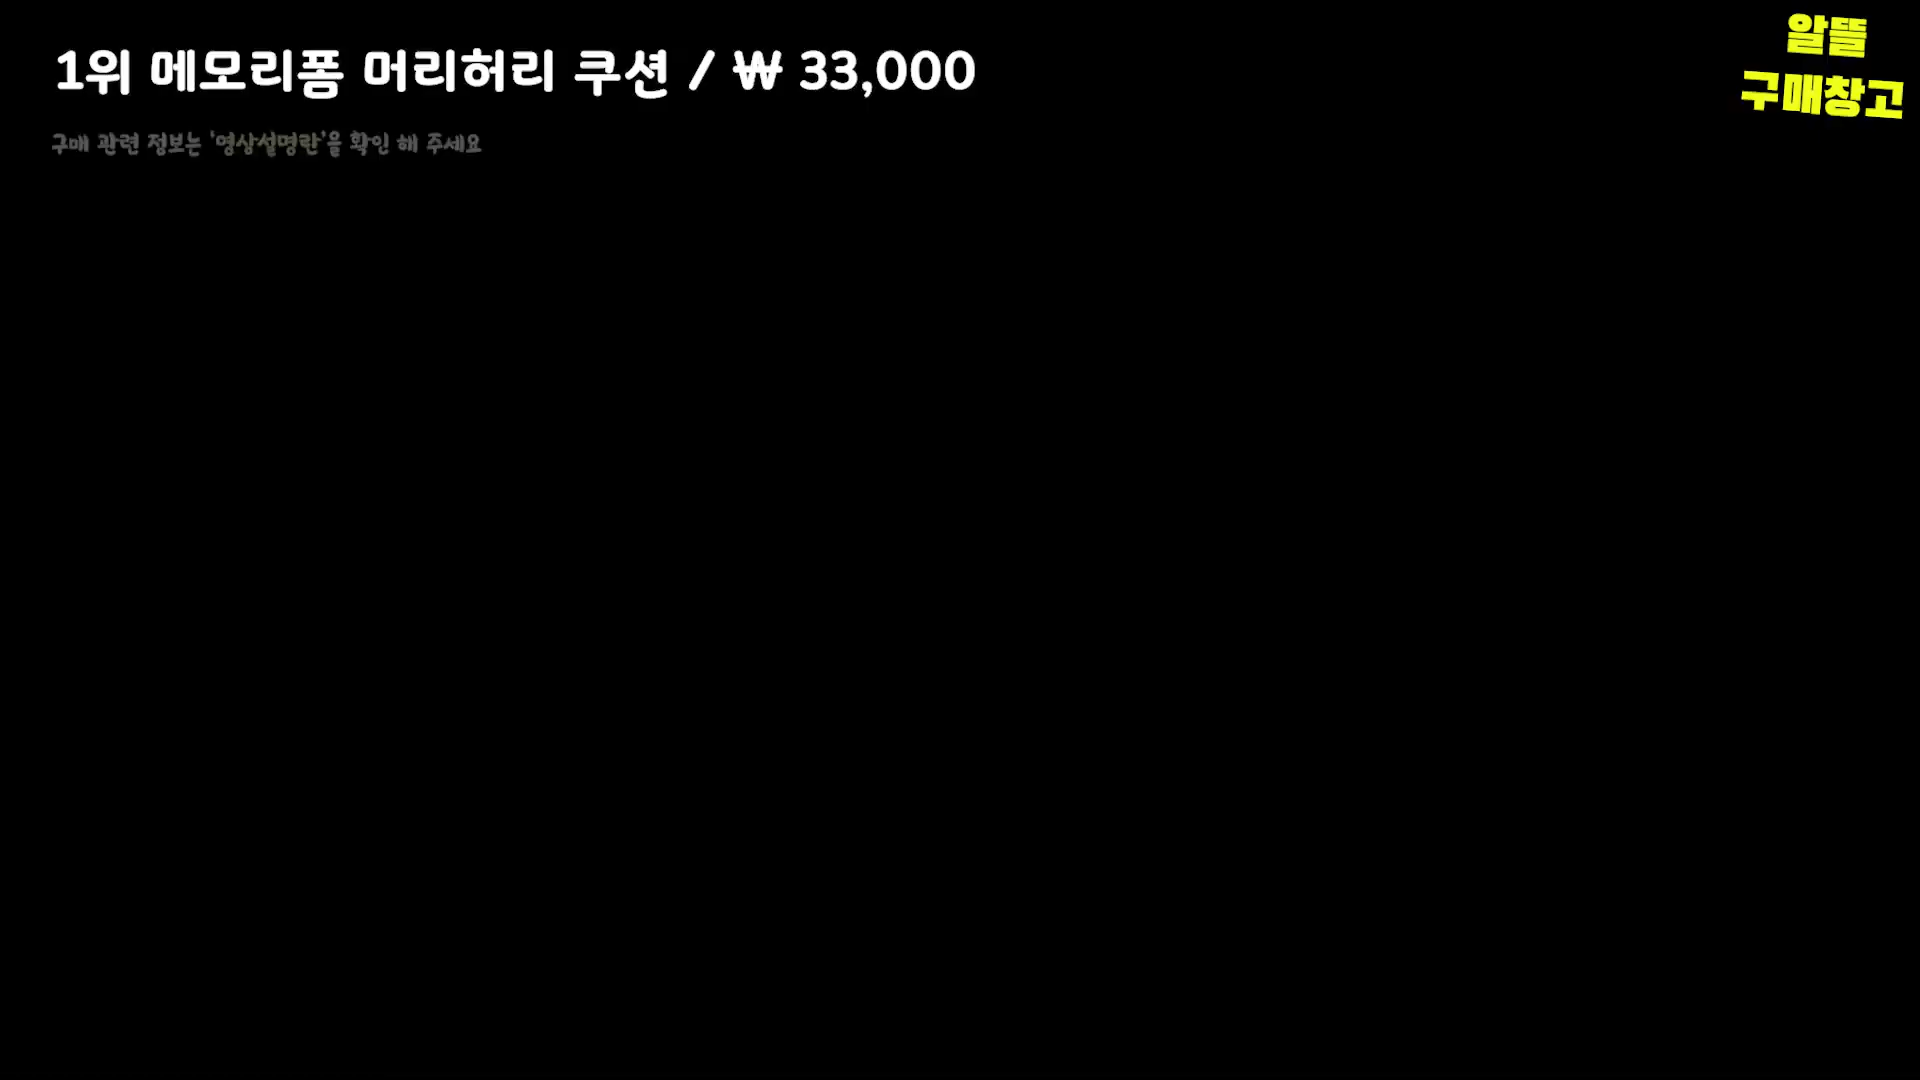 1위 메모리폼 머리허리 쿠션 / ₩ 33,000
구매 관련 정보는 '영상설명란'을 확인 해 주세요
알뜰
구매창고